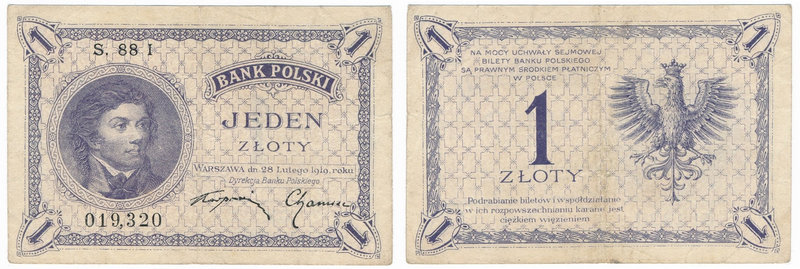 1 1
S. 88 I
BANK POLSKI
JEDEN
ZŁOTY
WARSZAWA dn 28 Lutego 1919 roku
Dyrekcja Banku Polskiego
019,320
1 1
1 1
NA MOCY UCHWAŁY SEJMOWEJ
BILETY BANKU POLSKIEGO
SĄ PRAWNYM ŚRODKIEM PŁATNICZYM
W POLSCE
1
ZŁOTY
Podrabianie biletów i współdziałanie
w ich rozpowszechnianiu karane jest
ciężkiem więzieniem
1 1